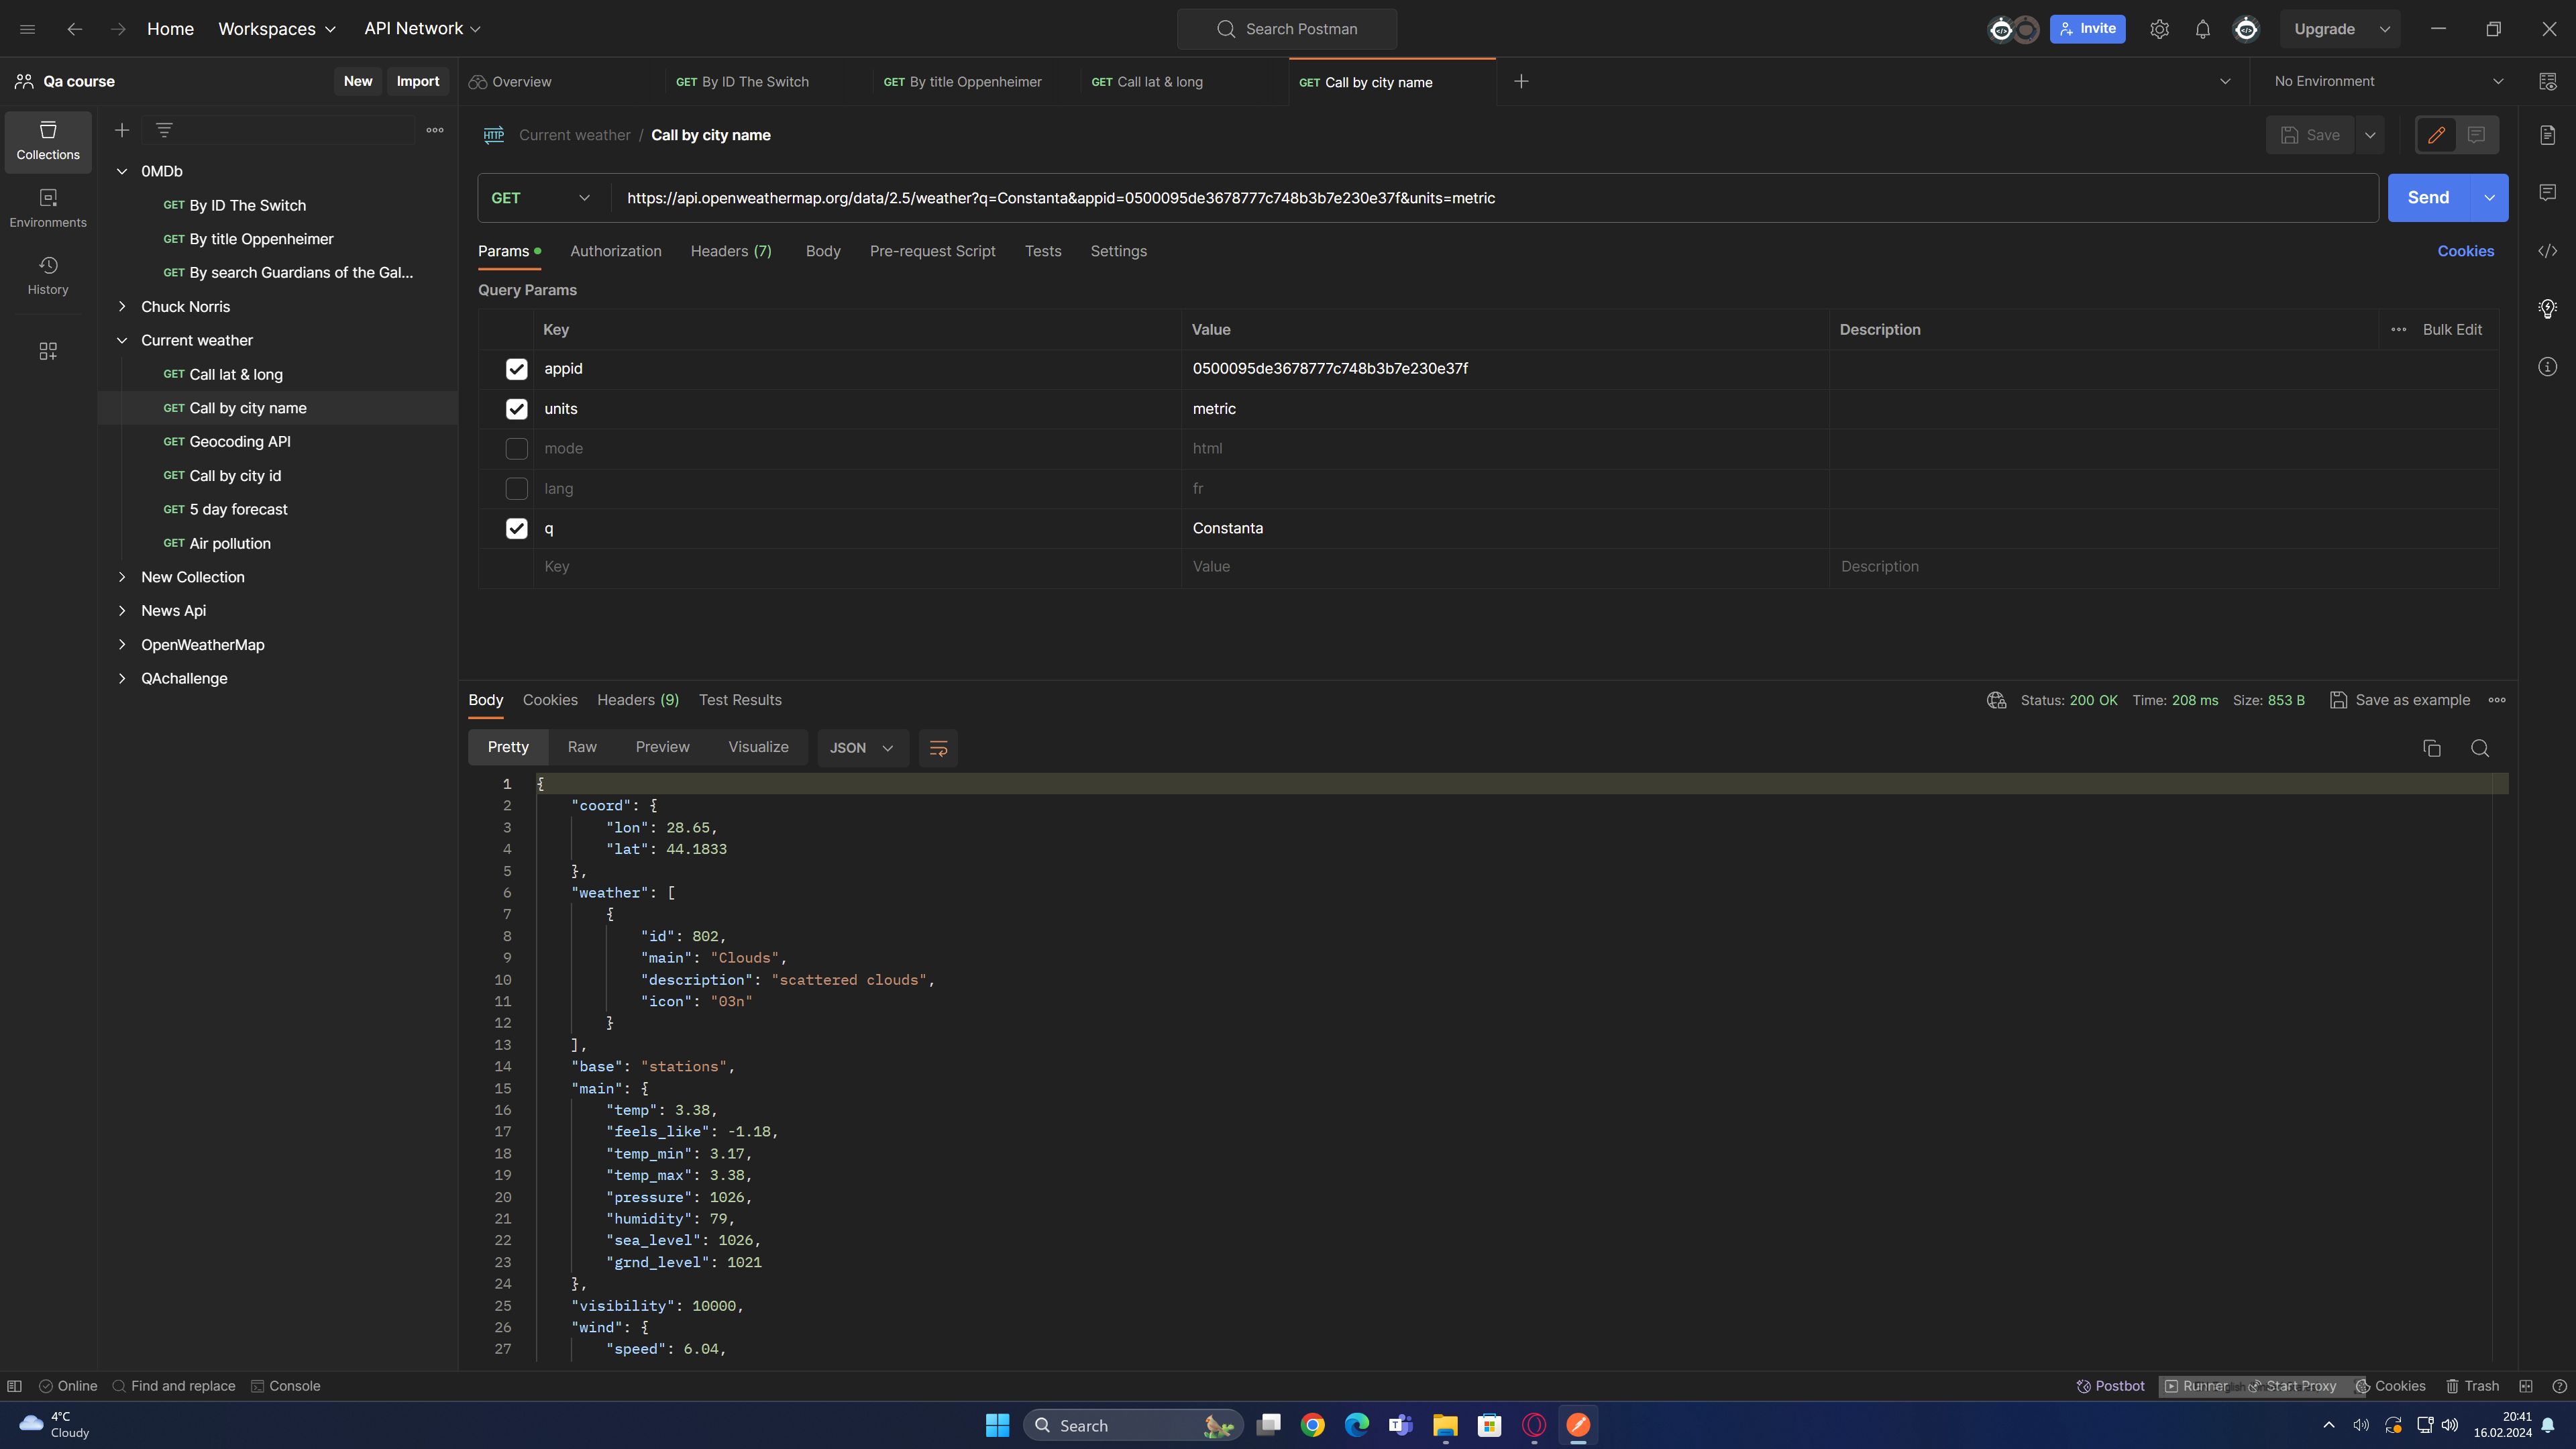 Home Workspaces API Network Search Postman Invite Upgrade
Qa course New Import Overview GET By ID The Switch GET By title Oppenheimer GET Call lat & long GET Call by city name No Environment
Collections
Environments
History
0MDb
GET By ID The Switch
GET By title Oppenheimer
GET By search Guardians of the Gal...
Chuck Norris
Current weather
GET Call lat & long
GET Call by city name
GET Geocoding API
GET Call by city id
GET 5 day forecast
GET Air pollution
New Collection
News Api
OpenWeatherMap
QAchallenge
HTTP Current weather / Call by city name Save
GET https://api.openweathermap.org/data/2.5/weather?q=Constanta&appid=0500095de3678777c748b3b7e230e37f&units=metric Send
Params Authorization Headers (7) Body Pre-request Script Tests Settings Cookies
Query Params
Key Value Description Bulk Edit
appid 0500095de3678777c748b3b7e230e37f
units metric
mode html
lang fr
q Constanta
Key Value Description
Body Cookies Headers (9) Test Results Status: 200 OK Time: 208 ms Size: 853 B Save as example
Pretty Raw Preview Visualize JSON
1 {
2 "coord": {
3 "lon": 28.65,
4 "lat": 44.1833
5 },
6 "weather": [
7 {
8 "id": 802,
9 "main": "Clouds",
10 "description": "scattered clouds",
11 "icon": "03n"
12 }
13 ],
14 "base": "stations",
15 "main": {
16 "temp": 3.38,
17 "feels_like": -1.18,
18 "temp_min": 3.17,
19 "temp_max": 3.38,
20 "pressure": 1026,
21 "humidity": 79,
22 "sea_level": 1026,
23 "grnd_level": 1021
24 },
25 "visibility": 10000,
26 "wind": {
27 "speed": 6.04,
Online Find and replace Console Postbot Runner Start Proxy Cookies Trash
4°C
Cloudy
Search
20:41
16.02.2024